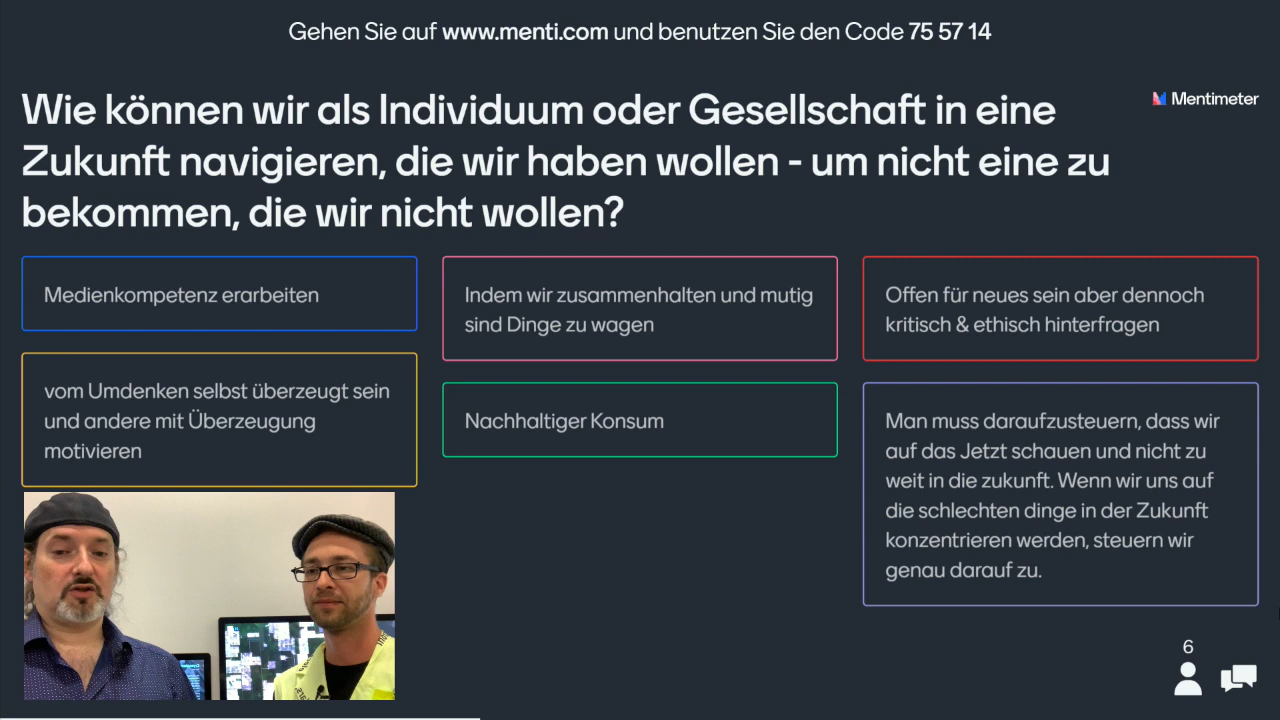 Gehen Sie auf www.menti.com und benutzen Sie den Code 75 57 14
Wie können wir als Individuum oder Gesellschaft in eine
Zukunft navigieren, die wir haben wollen - um nicht eine zu
bekommen, die wir nicht wollen?
Mentimeter
Medienkompetenz erarbeiten
vom Umdenken selbst überzeugt sein
und andere mit Überzeugung
motivieren
Indem wir zusammenhalten und mutig
sind Dinge zu wagen
Nachhaltiger Konsum
Offen für neues sein aber dennoch
kritisch & ethisch hinterfragen
Man muss daraufzusteuern, dass wir
auf das Jetzt schauen und nicht zu
weit in die zukunft. Wenn wir uns auf
die schlechten dinge in der Zukunft
konzentrieren werden, steuern wir
genau darauf zu.
6